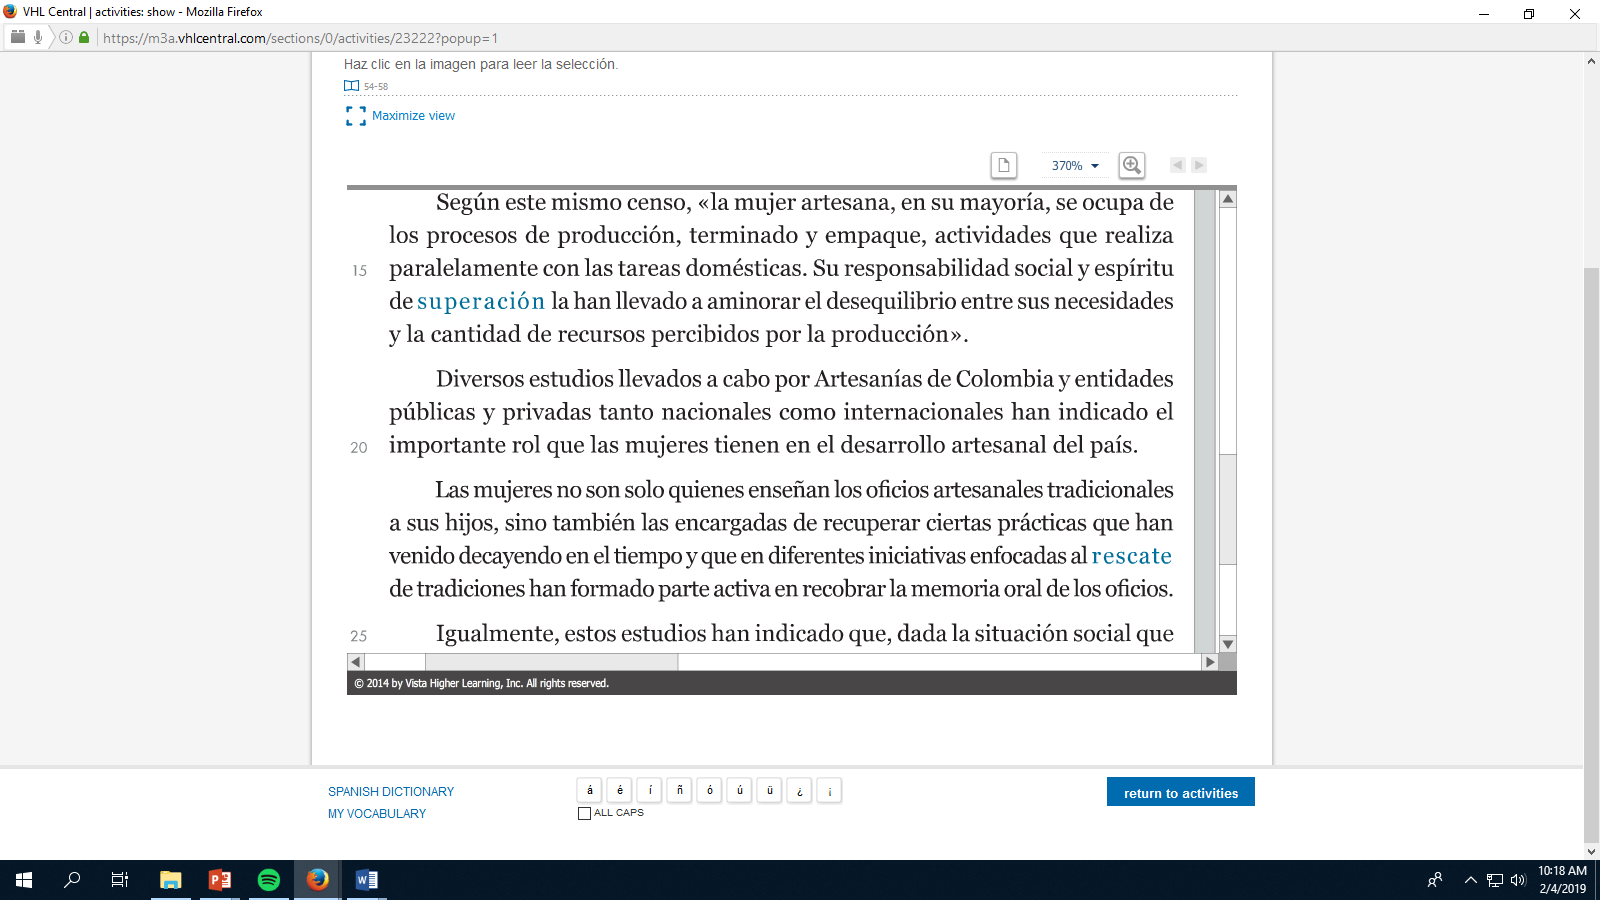 VHL Central | activities: show - Mozilla Firefox
https://m3a.vhlcentral.com/sections/0/activities/23222?popup=1
Haz clic en la imagen para leer la selección.
54-58
Maximize view
370%
Según este mismo censo, «la mujer artesana, en su mayoría, se ocupa de
los procesos de producción, terminado y empaque, actividades que realiza
15 paralelamente con las tareas domésticas. Su responsabilidad social y espíritu
de superación la han llevado a aminorar el desequilibrio entre sus necesidades
y la cantidad de recursos percibidos por la producción».
Diversos estudios llevados a cabo por Artesanías de Colombia y entidades
públicas y privadas tanto nacionales como internacionales han indicado el
20 importante rol que las mujeres tienen en el desarrollo artesanal del país.
Las mujeres no son solo quienes enseñan los oficios artesanales tradicionales
a sus hijos, sino también las encargadas de recuperar ciertas prácticas que han
venido decayendo en el tiempo y que en diferentes iniciativas enfocadas al rescate
de tradiciones han formado parte activa en recobrar la memoria oral de los oficios.
25 Igualmente, estos estudios han indicado que, dada la situación social que
© 2014 by Vista Higher Learning, Inc. All rights reserved.
SPANISH DICTIONARY
MY VOCABULARY
á é í ñ ó ú ü ¿ ¡
ALL CAPS
return to activities
10:18 AM
2/4/2019